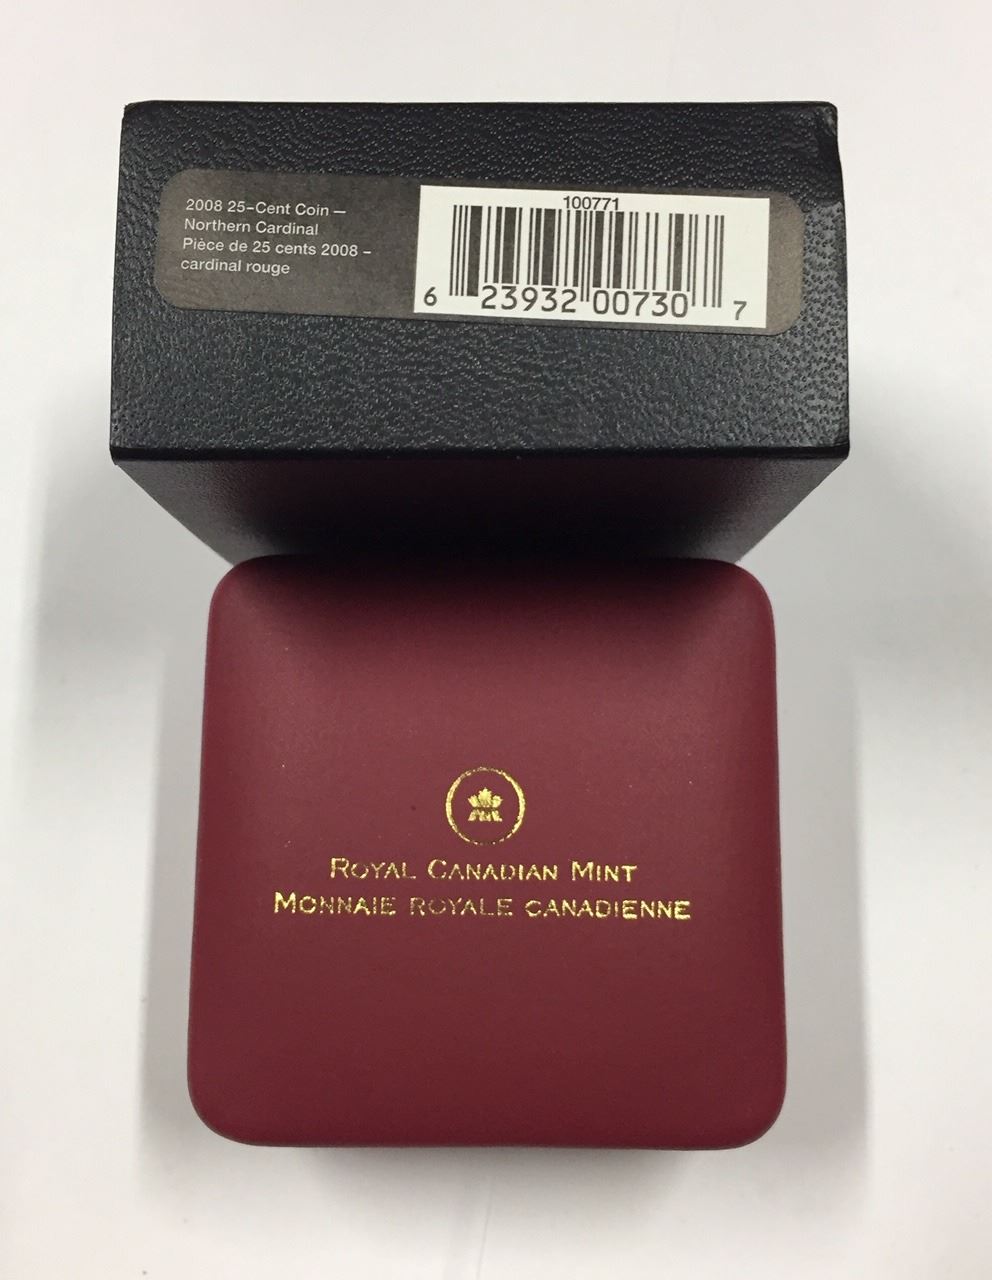 2008 25-Cent Coin –
Northern Cardinal
Pièce de 25 cents 2008 –
cardinal rouge
100771
6 23932 00730 7
ROYAL CANADIAN MINT
MONNAIE ROYALE CANADIENNE